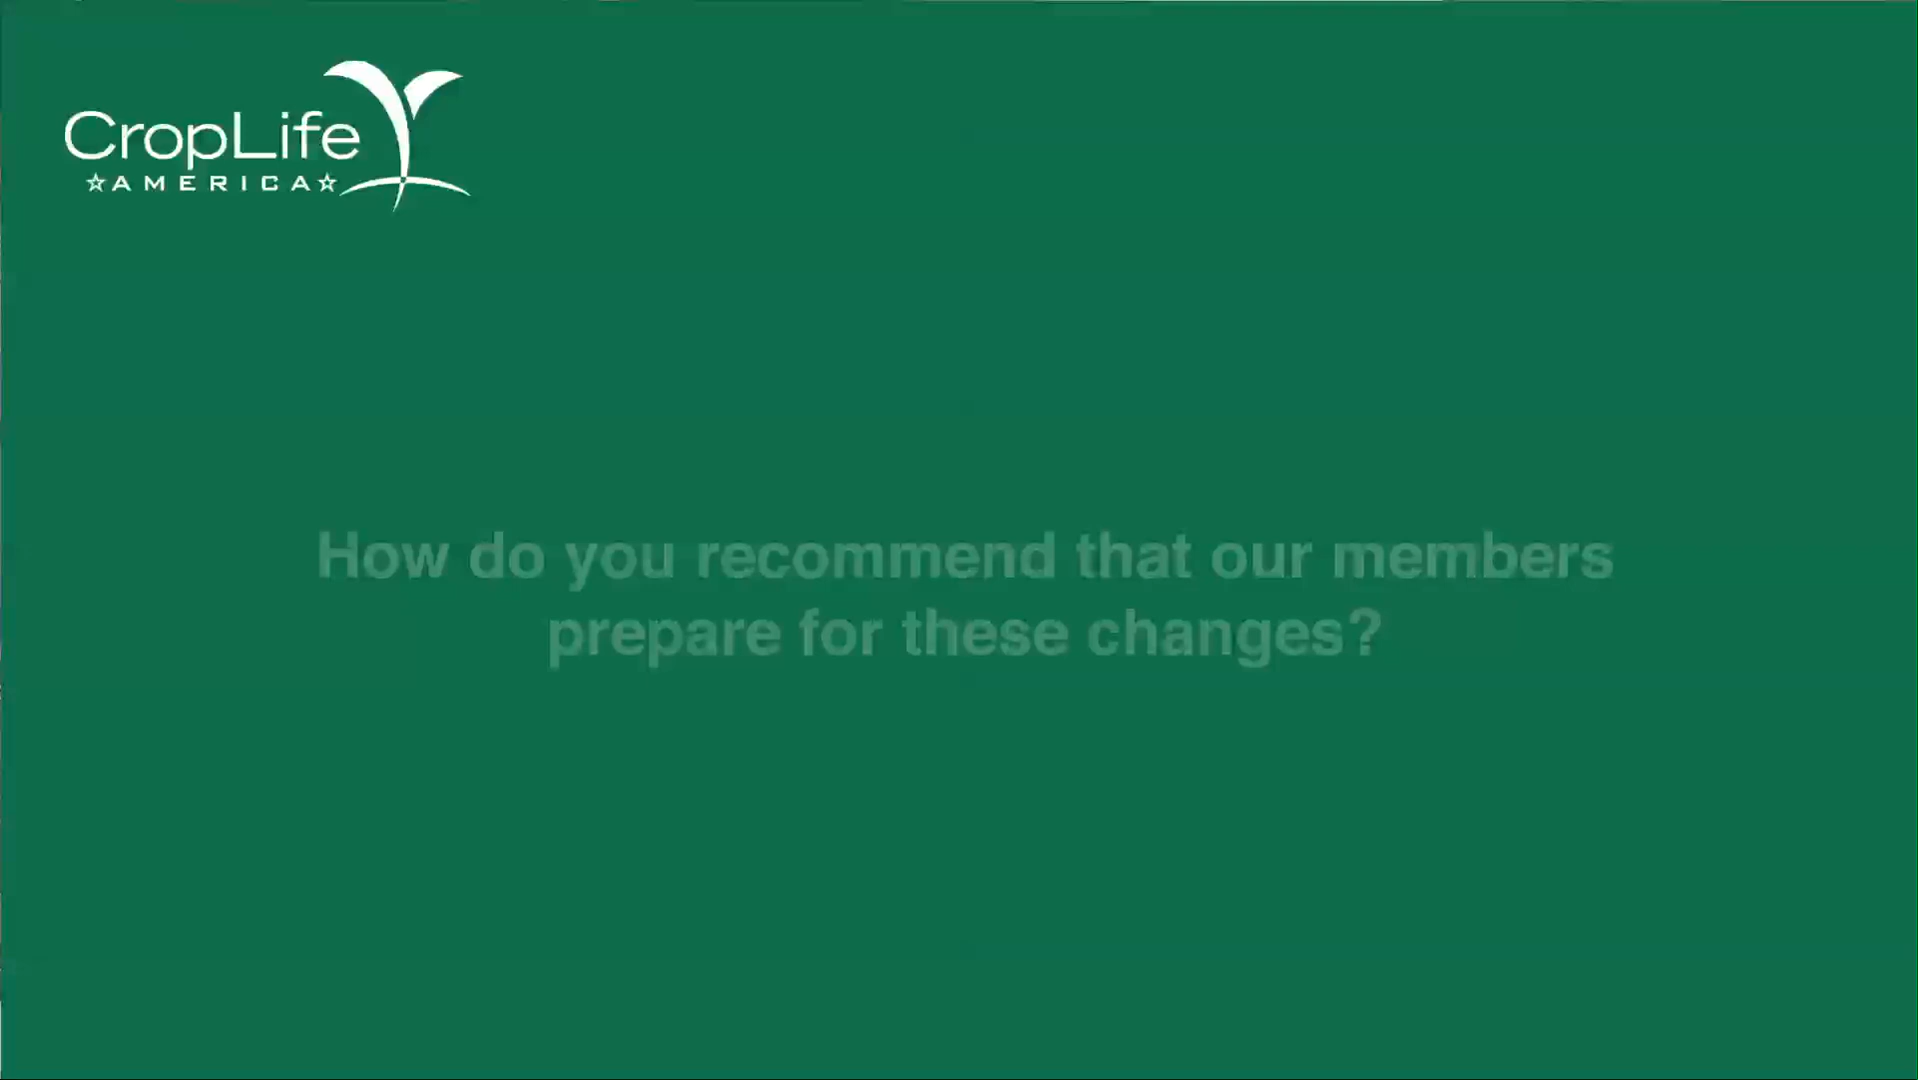 CropLife
☆AMERICA☆
How do you recommend that our members
prepare for these changes?